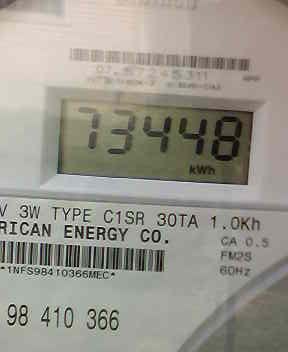 73448
kWh
V 3W TYPE C1SR 30TA 1.0Kh
RICAN ENERGY CO.
CA 0.5
FM2S
60Hz
*1NFS98410366MEC*
98 410 366